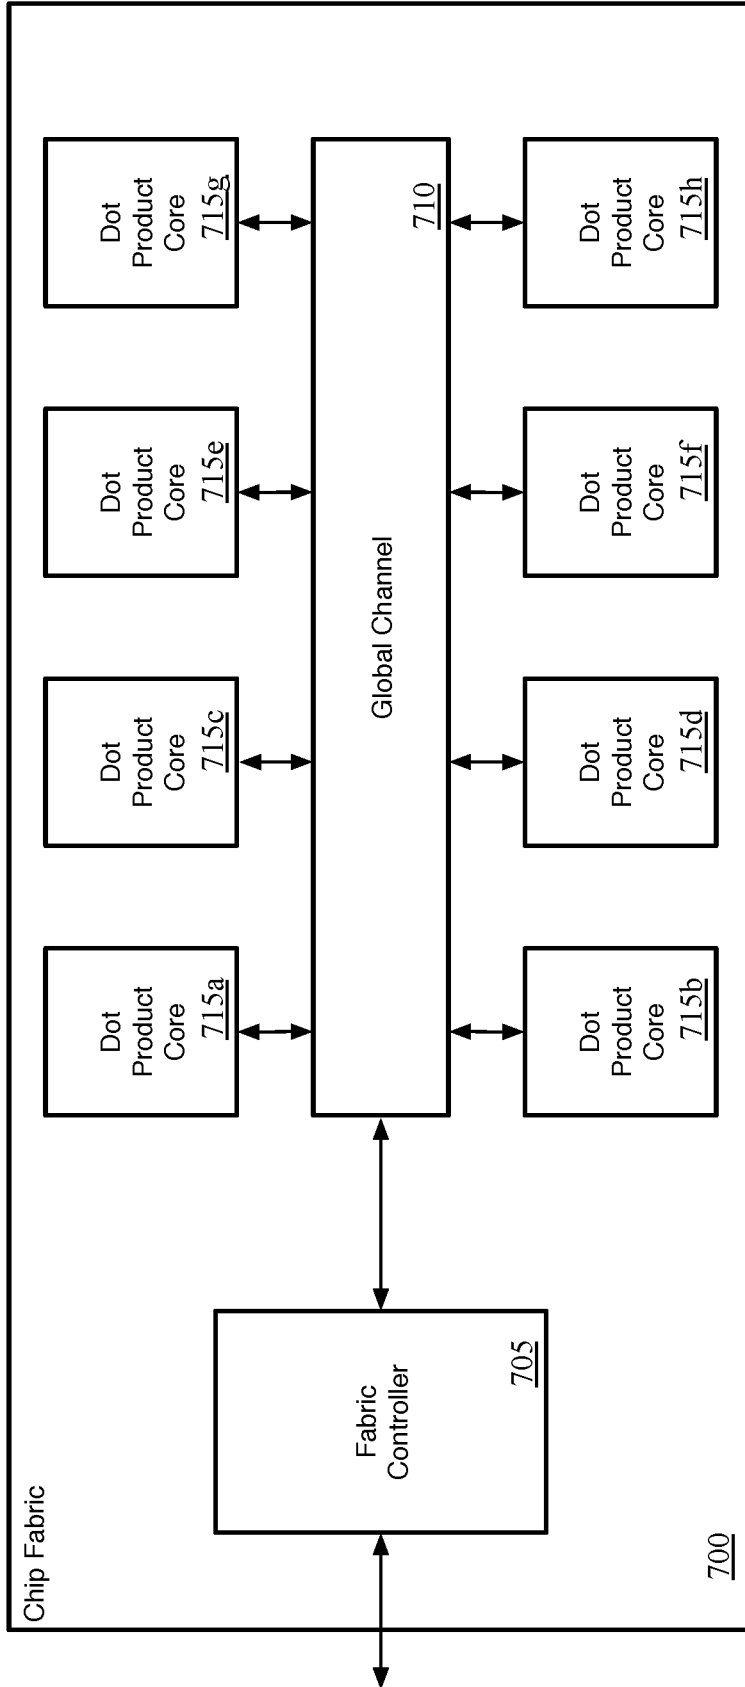 Chip Fabric
700
Fabric
Controller
705
Global Channel
710
Dot
Product
Core
715a
Dot
Product
Core
715c
Dot
Product
Core
715e
Dot
Product
Core
715g
Dot
Product
Core
715b
Dot
Product
Core
715d
Dot
Product
Core
715f
Dot
Product
Core
715h